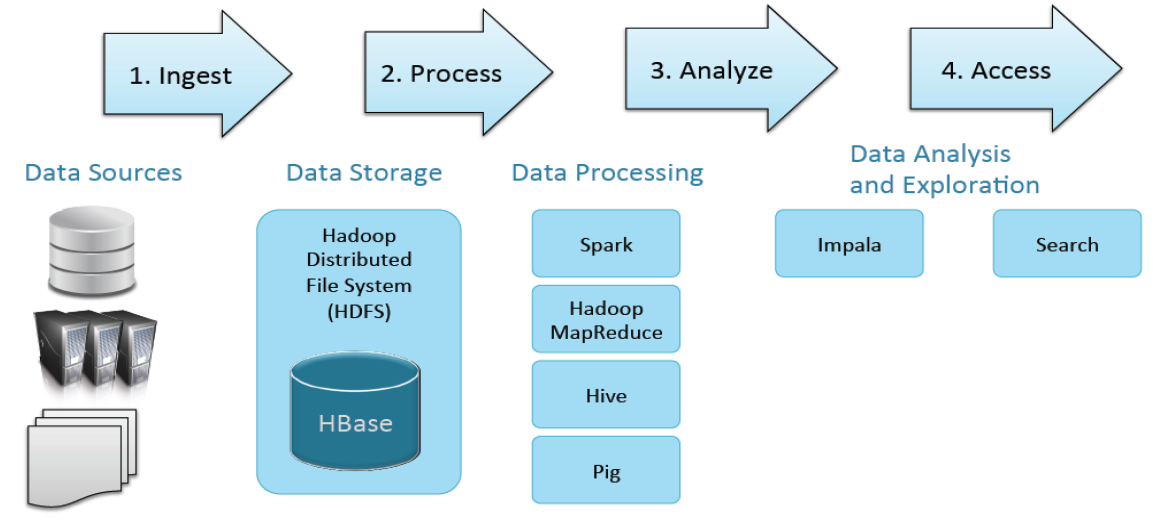 1. Ingest
2. Process
3. Analyze
4. Access
Data Sources
Data Storage
Data Processing
Data Analysis
and Exploration
Hadoop
Distributed
File System
(HDFS)
HBase
Spark
Hadoop
MapReduce
Hive
Pig
Impala
Search